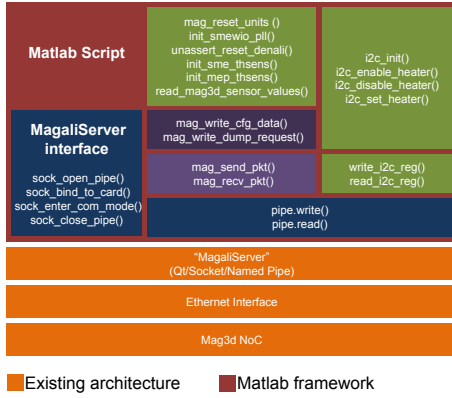 Matlab Script
mag_reset_units ()
init_smewio_pll()
unassert_reset_denali()
init_sme_thsens()
init_mep_thsens()
read_mag3d_sensor_values()
i2c_init()
i2c_enable_heater()
i2c_disable_heater()
i2c_set_heater()
MagaliServer
interface
sock_open_pipe()
sock_bind_to_card()
sock_enter_com_mode()
sock_close_pipe()
mag_write_cfg_data()
mag_write_dump_request()
mag_send_pkt()
mag_recv_pkt()
write_i2c_reg()
read_i2c_reg()
pipe.write()
pipe.read()
“MagaliServer”
(Qt/Socket/Named Pipe)
Ethernet Interface
Mag3d NoC
Existing architecture
Matlab framework